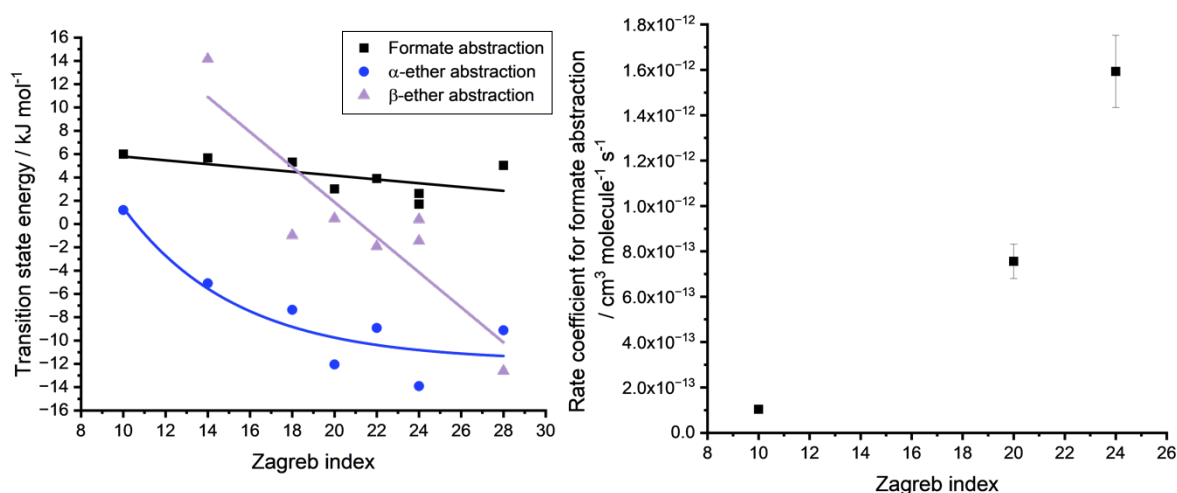 16
14
12
10
8
6
4
2
0
−2
−4
−6
−8
−10
−12
−14
−16
Transition state energy / kJ mol⁻¹
Formate abstraction
α-ether abstraction
β-ether abstraction
8 10 12 14 16 18 20 22 24 26 28 30
Zagreb index
1.8x10⁻¹²
1.6x10⁻¹²
1.4x10⁻¹²
1.2x10⁻¹²
1.0x10⁻¹²
8.0x10⁻¹³
6.0x10⁻¹³
4.0x10⁻¹³
2.0x10⁻¹³
0.0
Rate coefficient for formate abstraction
/ cm³ molecule⁻¹ s⁻¹
8 10 12 14 16 18 20 22 24 26
Zagreb index